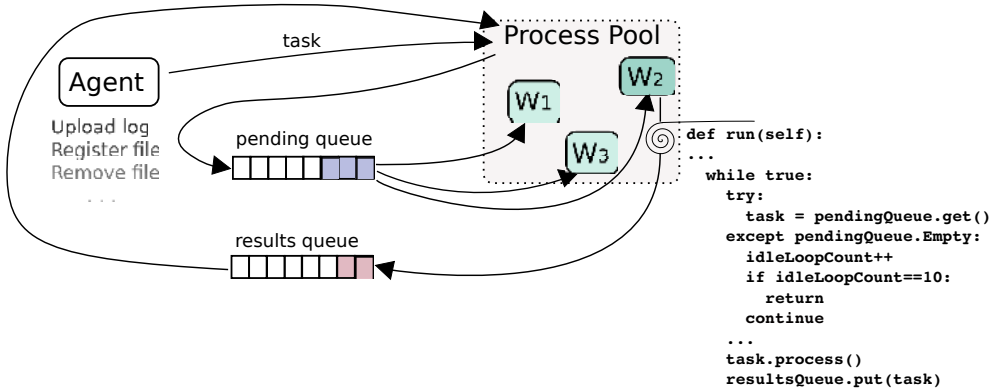 task
Process Pool
Agent
W2
W1
Upload log
Register file
Remove file
...
pending queue
W3
def run(self):
...
while true:
try:
task = pendingQueue.get()
except pendingQueue.Empty:
idleLoopCount++
if idleLoopCount==10:
return
continue
...
task.process()
resultsQueue.put(task)
results queue